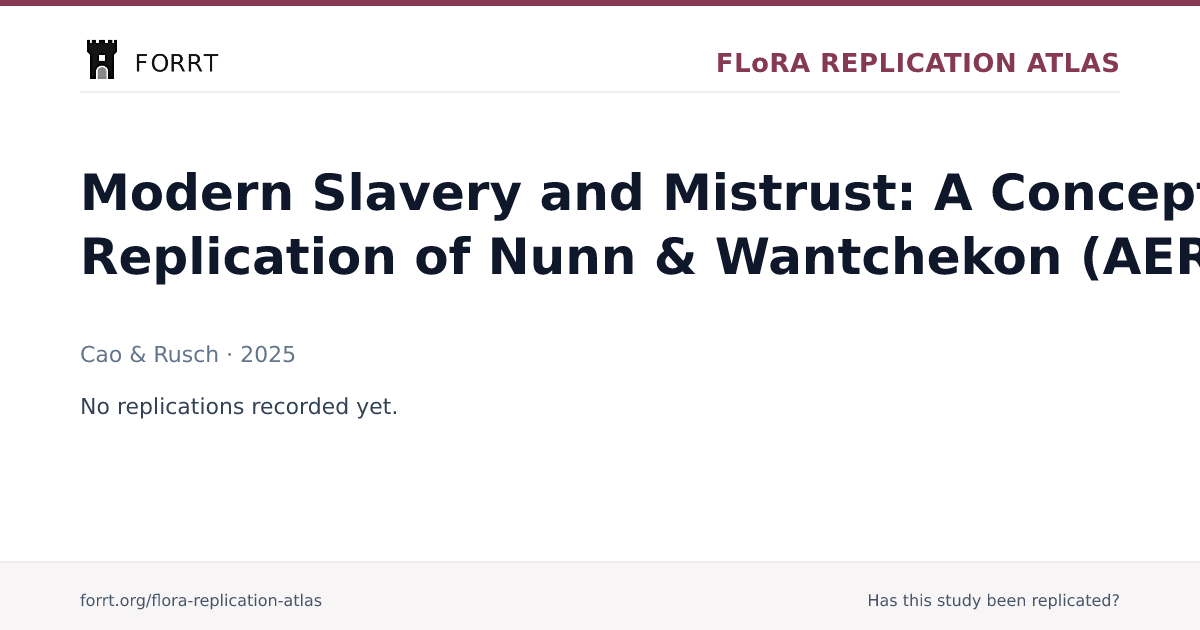 FORRT
FLoRA REPLICATION ATLAS
Modern Slavery and Mistrust: A Concept
Replication of Nunn & Wantchekon (AER
Cao & Rusch · 2025
No replications recorded yet.
forrt.org/flora-replication-atlas
Has this study been replicated?